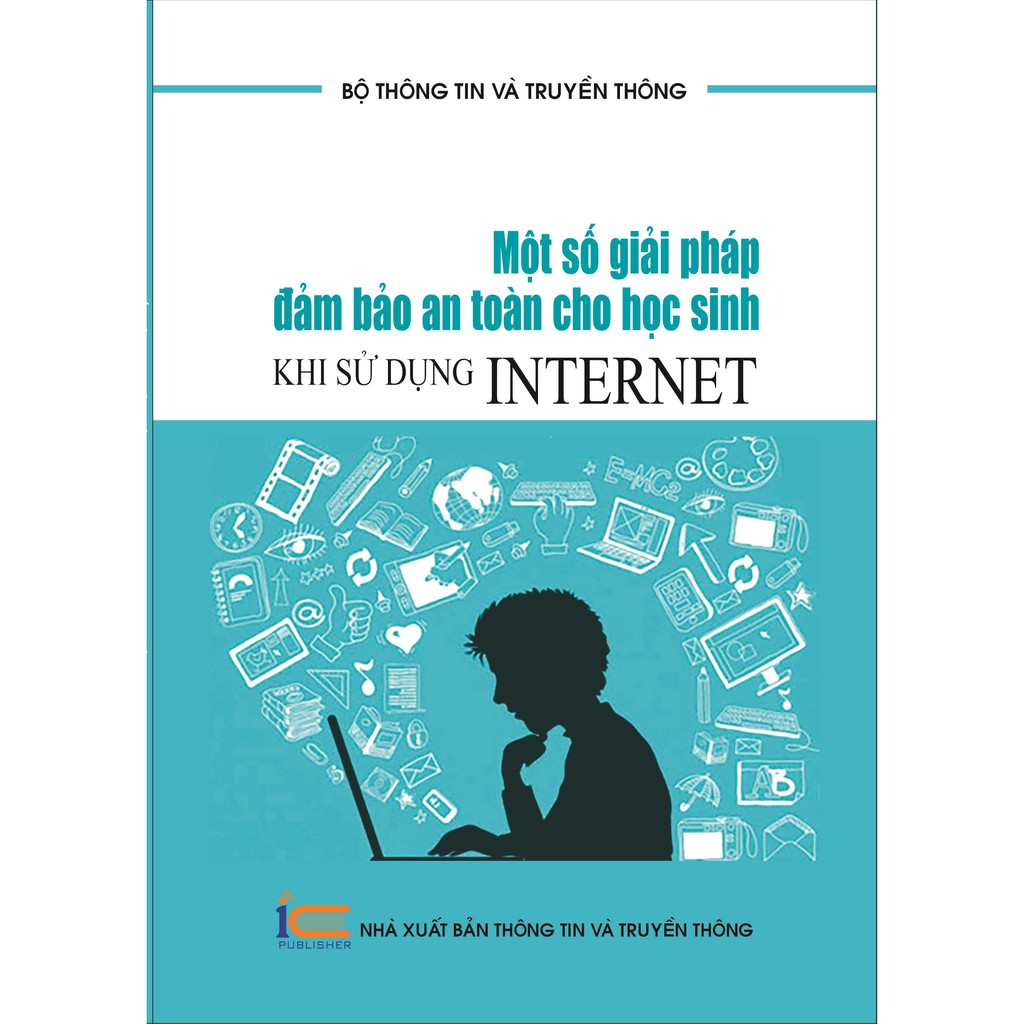 BỘ THÔNG TIN VÀ TRUYỀN THÔNG
Một số giải pháp
đảm bảo an toàn cho học sinh
KHI SỬ DỤNG INTERNET
E=MC2
@
@
AB
iC
PUBLISHER
NHÀ XUẤT BẢN THÔNG TIN VÀ TRUYỀN THÔNG